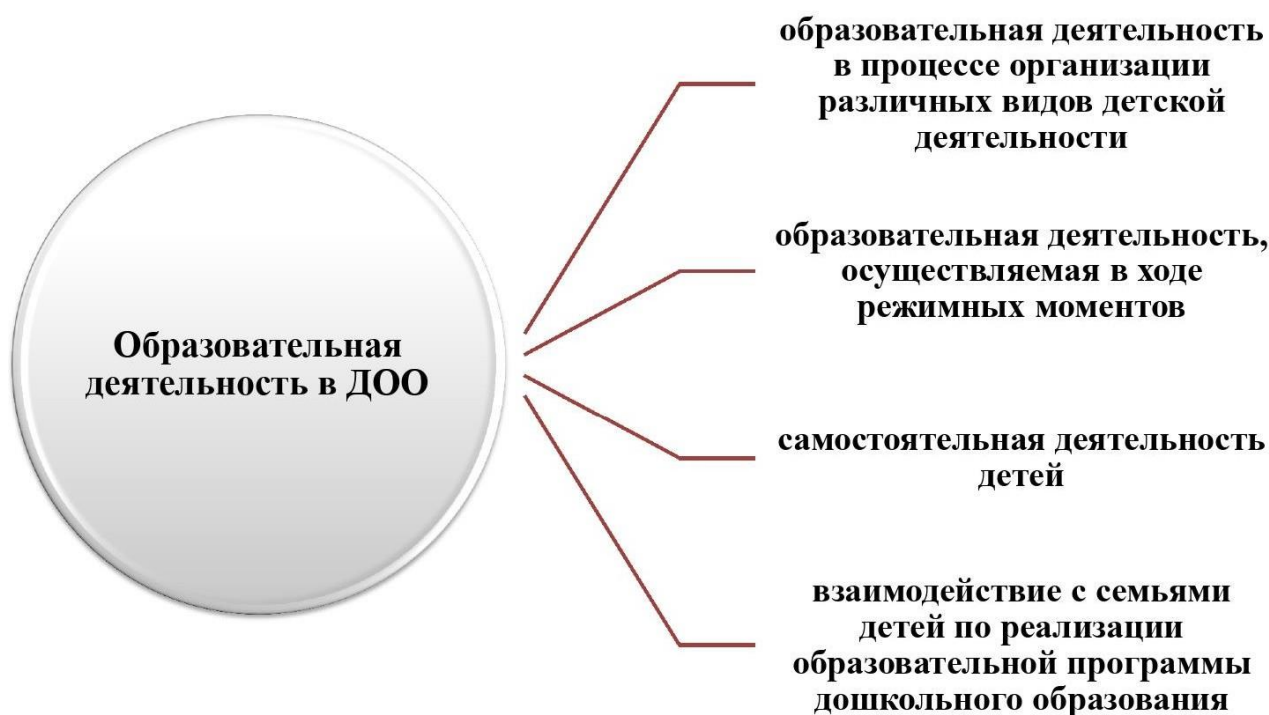 Образовательная
деятельность в ДОО
образовательная деятельность
в процессе организации
различных видов детской
деятельности
образовательная деятельность,
осуществляемая в ходе
режимных моментов
самостоятельная деятельность
детей
взаимодействие с семьями
детей по реализации
образовательной программы
дошкольного образования